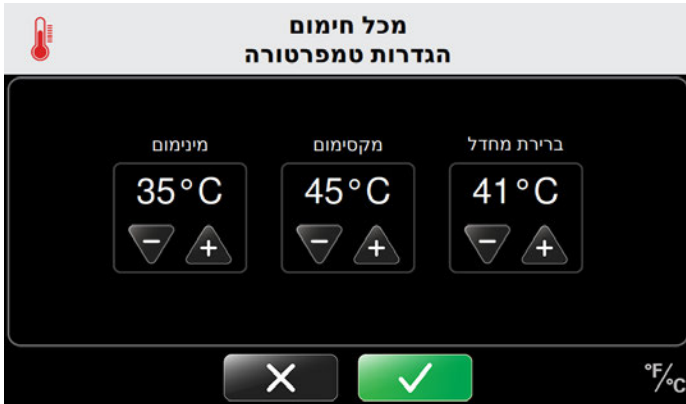 מכל חימום
הגדרות טמפרטורה
ברירת מחדל
מקסימום
מינימום
41°C
45°C
35°C
°F/°C